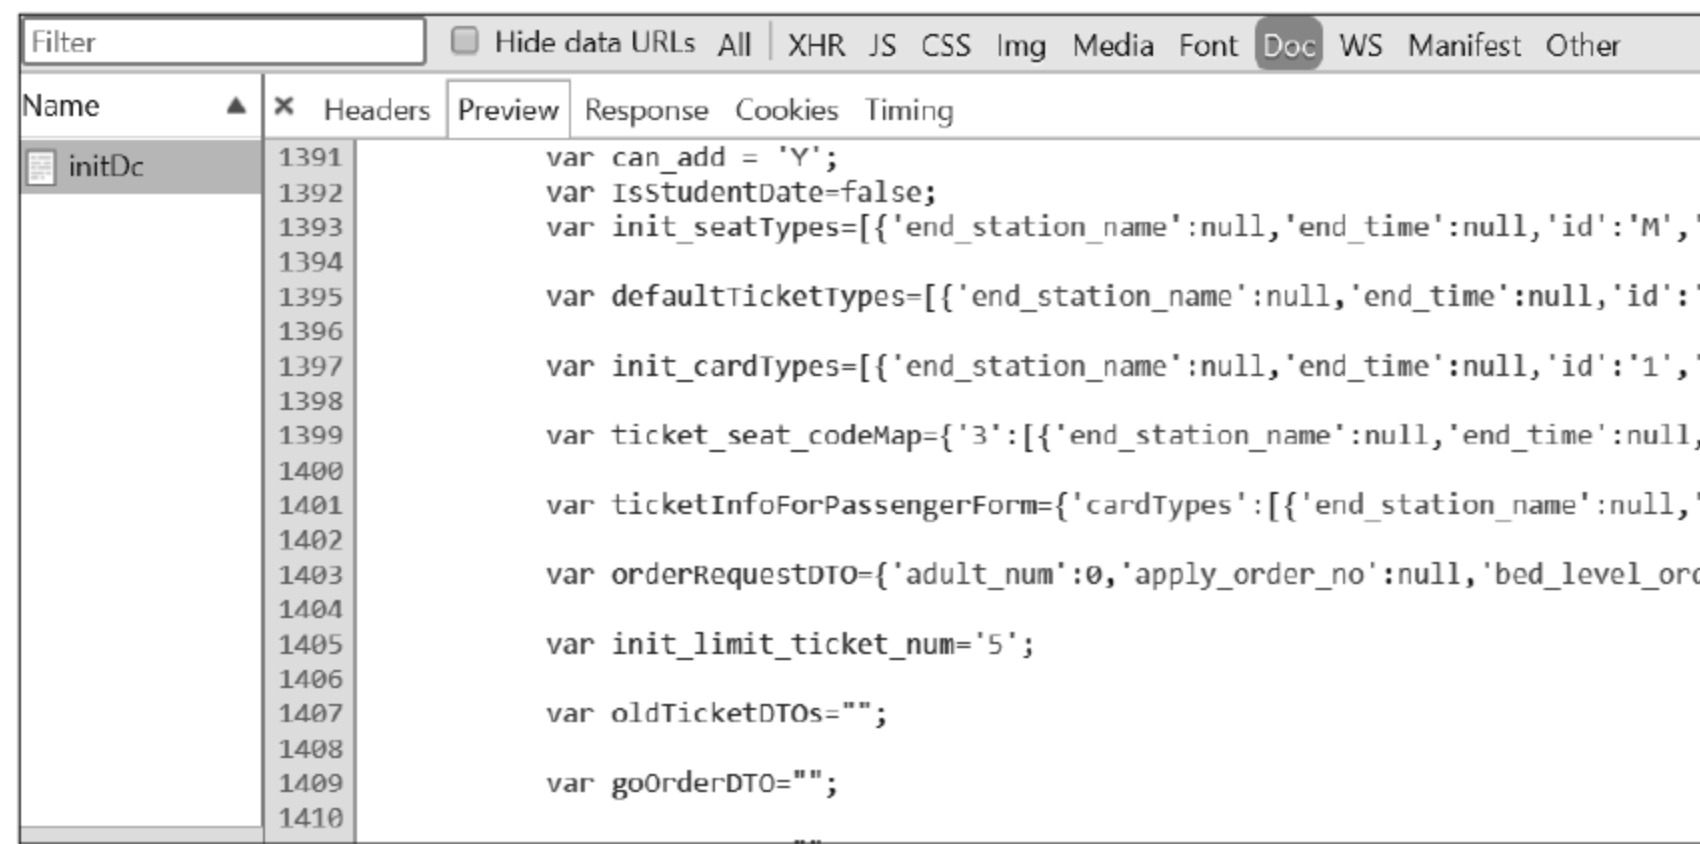 Filter Hide data URLs All XHR JS CSS Img Media Font Doc WS Manifest Other
Name Headers Preview Response Cookies Timing
initDc
1391 var can_add = 'Y';
1392 var IsStudentDate=false;
1393 var init_seatTypes=[{'end_station_name':null,'end_time':null,'id':'M','
1394
1395 var defaultTicketTypes=[{'end_station_name':null,'end_time':null,'id':'
1396
1397 var init_cardTypes=[{'end_station_name':null,'end_time':null,'id':'1','
1398
1399 var ticket_seat_codeMap={'3':[{'end_station_name':null,'end_time':null,
1400
1401 var ticketInfoForPassengerForm={'cardTypes':[{'end_station_name':null,'
1402
1403 var orderRequestDTO={'adult_num':0,'apply_order_no':null,'bed_level_ord
1404
1405 var init_limit_ticket_num='5';
1406
1407 var oldTicketDTOs="";
1408
1409 var goOrderDTO="";
1410